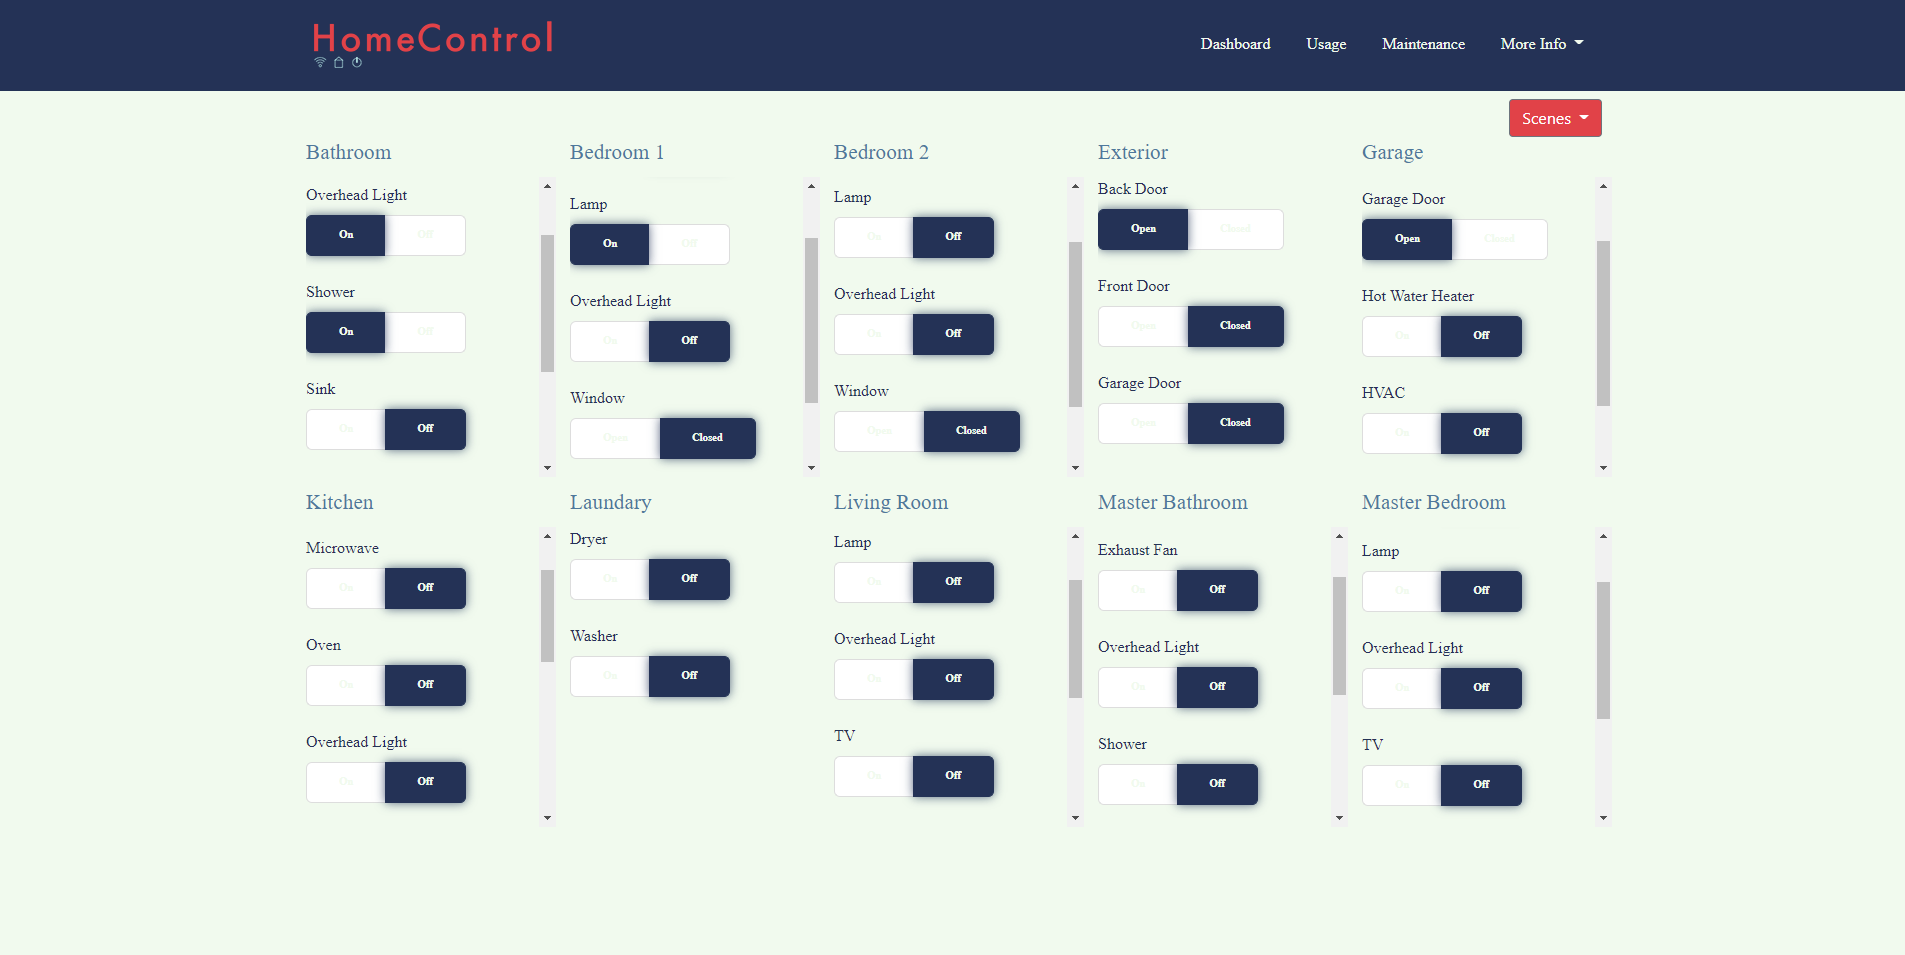 HomeControl
Dashboard Usage Maintenance More Info
Scenes
Bathroom
Overhead Light
On Off
Shower
On Off
Sink
On Off
Bedroom 1
Lamp
On Off
Overhead Light
On Off
Window
Open Closed
Bedroom 2
Lamp
On Off
Overhead Light
On Off
Window
Open Closed
Exterior
Back Door
Open Closed
Front Door
Open Closed
Garage Door
Open Closed
Garage
Garage Door
Open Closed
Hot Water Heater
On Off
HVAC
On Off
Kitchen
Microwave
On Off
Oven
On Off
Overhead Light
On Off
Laundary
Dryer
On Off
Washer
On Off
Living Room
Lamp
On Off
Overhead Light
On Off
TV
On Off
Master Bathroom
Exhaust Fan
On Off
Overhead Light
On Off
Shower
On Off
Master Bedroom
Lamp
On Off
Overhead Light
On Off
TV
On Off